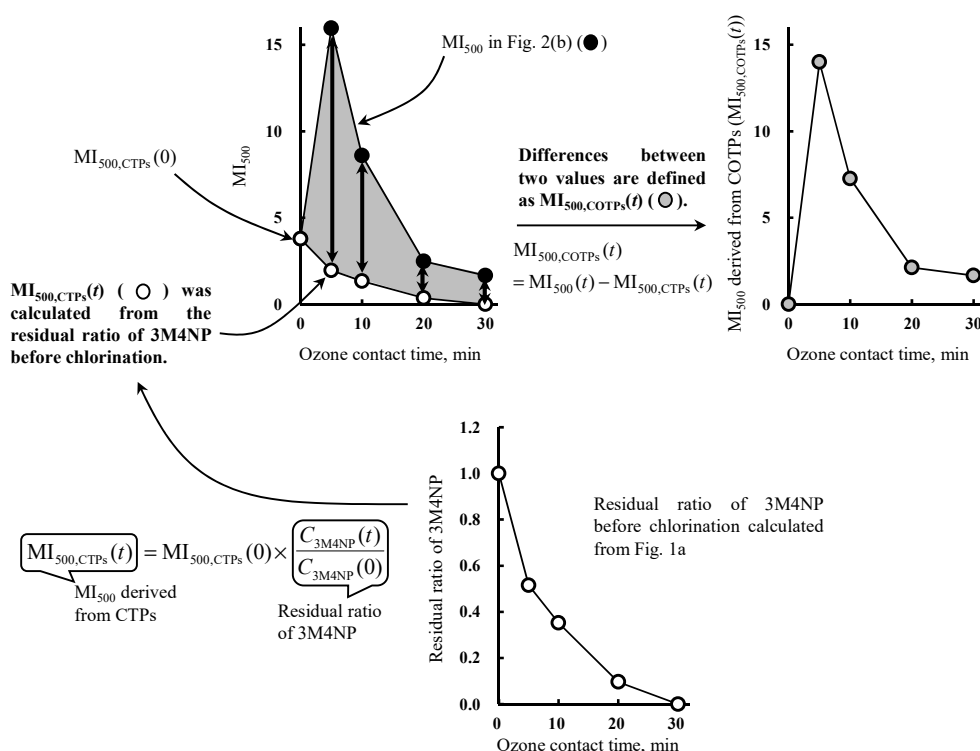 15
10
5
0
0
10
20
30
MI500
Ozone contact time, min
MI500 in Fig. 2(b) (●)
MI500,CTPs(0)
MI500,CTPs(t) ( ○ ) was
calculated from the
residual ratio of 3M4NP
before chlorination.
Differences between
two values are defined
as MI500,COTPs(t) ( ○ ).
MI500,COTPs(t)
= MI500(t) − MI500,CTPs(t)
MI500 derived from COTPs (MI500,COTPs(t))
15
10
5
0
0
10
20
30
Ozone contact time, min
MI500,CTPs(t) = MI500,CTPs(0) × C3M4NP(t) / C3M4NP(0)
MI500 derived
from CTPs
Residual ratio
of 3M4NP
Residual ratio of 3M4NP
1.2
1.0
0.8
0.6
0.4
0.2
0.0
0
10
20
30
Ozone contact time, min
Residual ratio of 3M4NP
before chlorination calculated
from Fig. 1a